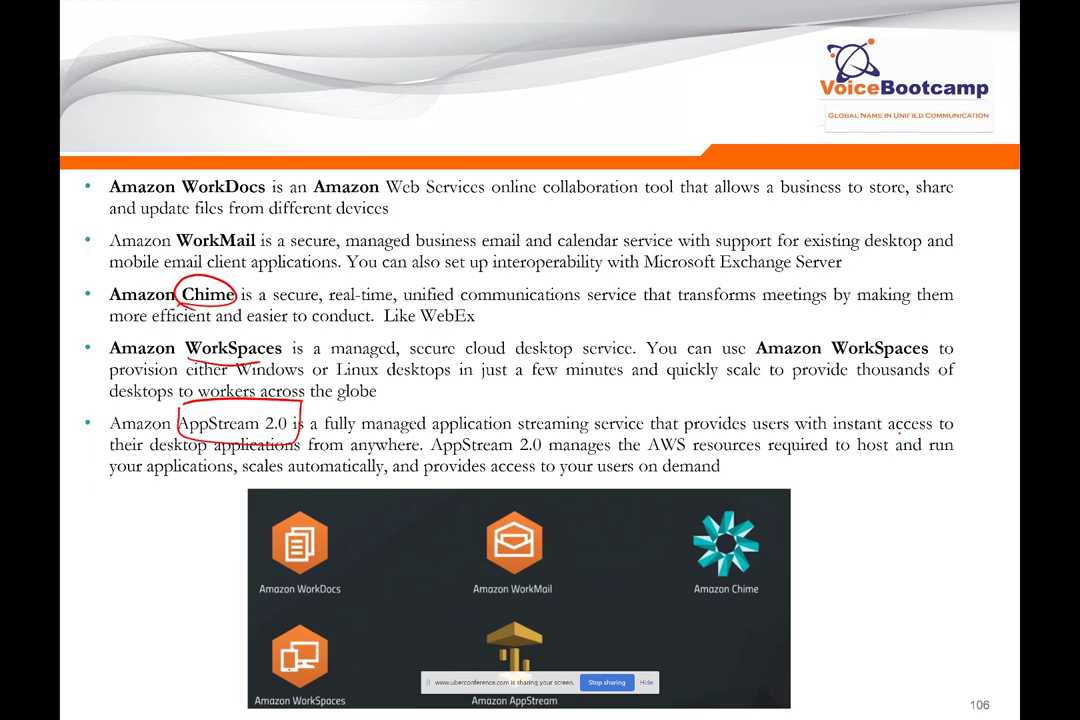 VoiceBootcamp
GLOBAL NAME IN UNIFIED COMMUNICATION
• Amazon WorkDocs is an Amazon Web Services online collaboration tool that allows a business to store, share
and update files from different devices
• Amazon WorkMail is a secure, managed business email and calendar service with support for existing desktop and
mobile email client applications. You can also set up interoperability with Microsoft Exchange Server
• Amazon Chime is a secure, real-time, unified communications service that transforms meetings by making them
more efficient and easier to conduct. Like WebEx
• Amazon WorkSpaces is a managed, secure cloud desktop service. You can use Amazon WorkSpaces to
provision either Windows or Linux desktops in just a few minutes and quickly scale to provide thousands of
desktops to workers across the globe
• Amazon AppStream 2.0 is a fully managed application streaming service that provides users with instant access to
their desktop applications from anywhere. AppStream 2.0 manages the AWS resources required to host and run
your applications, scales automatically, and provides access to your users on demand
Amazon WorkDocs
Amazon WorkMail
Amazon Chime
www.uberconference.com is sharing your screen. Stop sharing Hide
Amazon WorkSpaces
Amazon AppStream
106